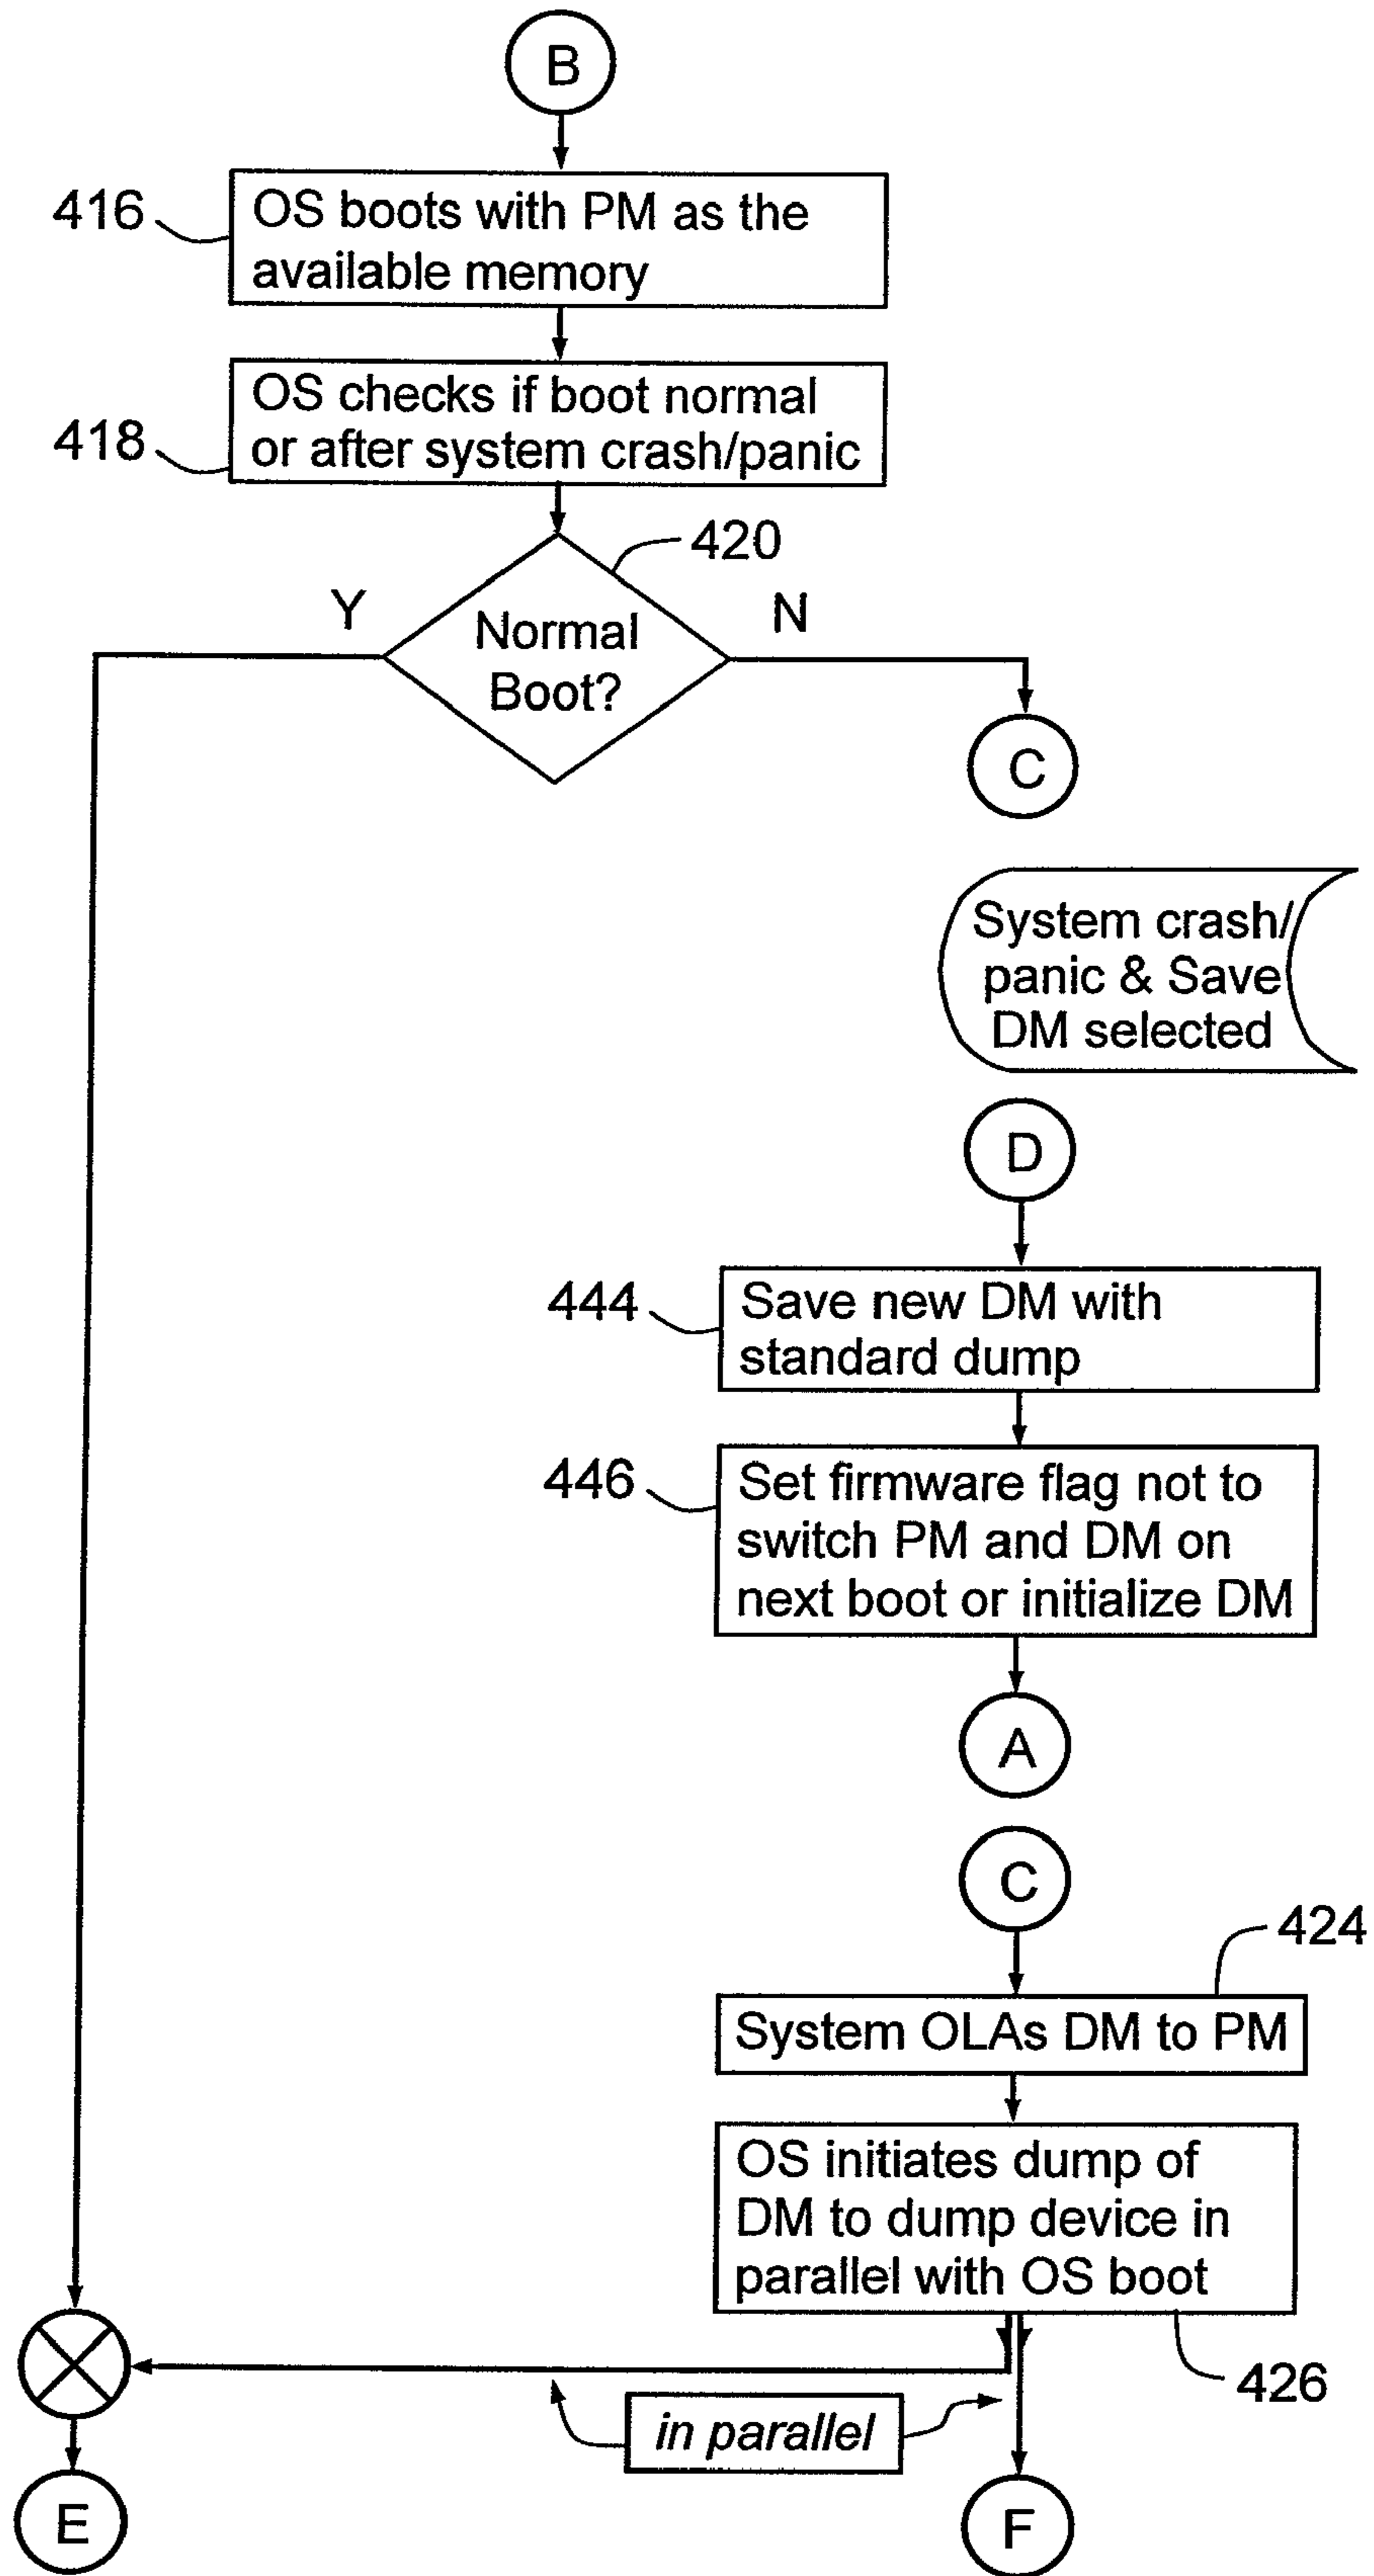 B
416
OS boots with PM as the
available memory
418
OS checks if boot normal
or after system crash/panic
420
Y
N
Normal
Boot?
C
System crash/
panic & Save
DM selected
D
444
Save new DM with
standard dump
446
Set firmware flag not to
switch PM and DM on
next boot or initialize DM
A
C
424
System OLAs DM to PM
OS initiates dump of
DM to dump device in
parallel with OS boot
426
in parallel
E
F